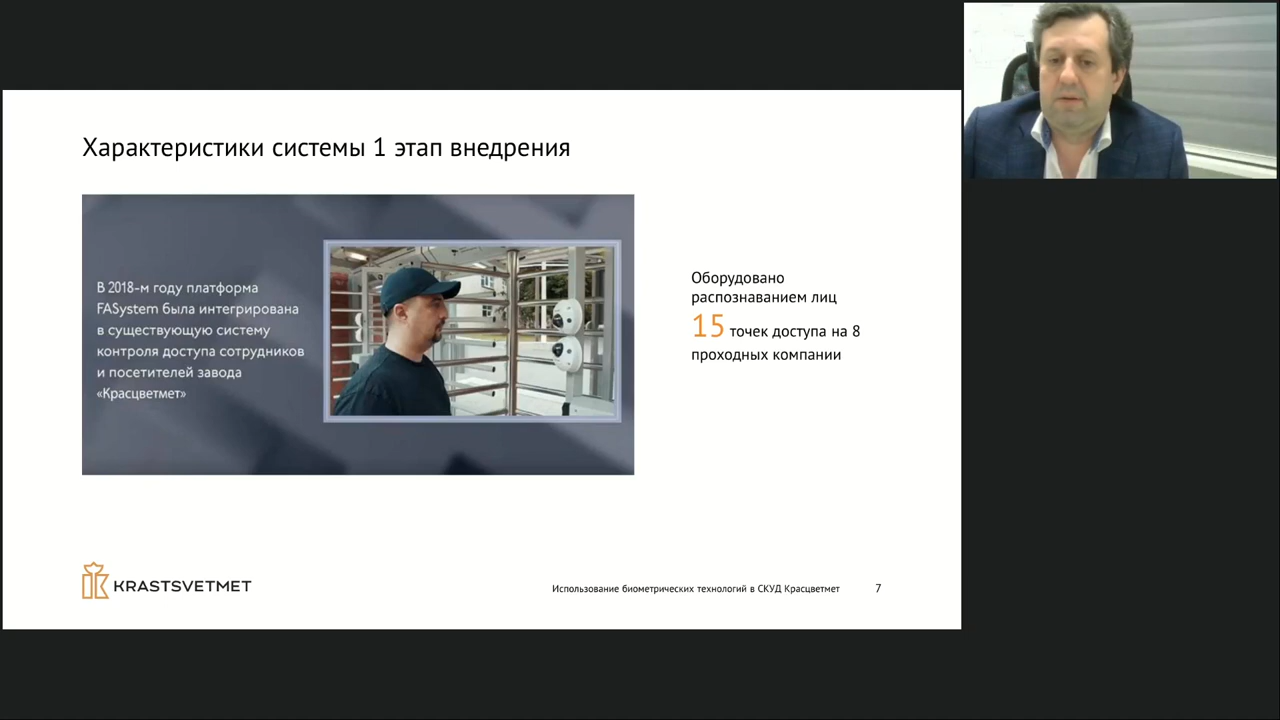 Характеристики системы 1 этап внедрения
В 2018-м году платформа
FASystem была интегрирована
в существующую систему
контроля доступа сотрудников
и посетителей завода
«Красцветмет»
Оборудовано
распознаванием лиц
15 точек доступа на 8
проходных компании
KRASTSVETMET
Использование биометрических технологий в СКУД Красцветмет 7